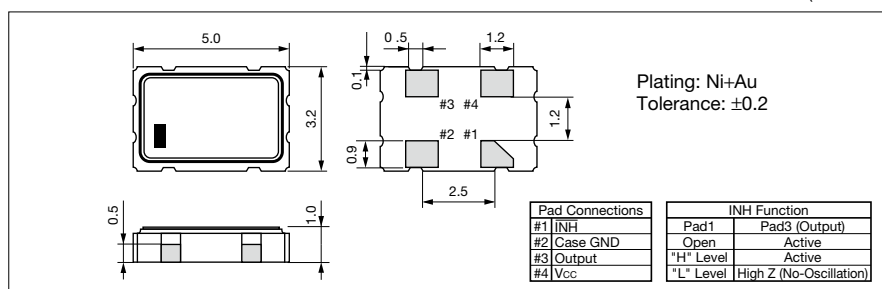 5.0
0 .5
1.2
0.1
3.2
#3 #4
#2 #1
1.2
0.9
2.5
0.5
1.0
Plating: Ni+Au
Tolerance: ±0.2
Pad Connections
#1 INH
#2 Case GND
#3 Output
#4 Vcc
INH Function
Pad1 Pad3 (Output)
Open Active
"H" Level Active
"L" Level High Z (No-Oscillation)